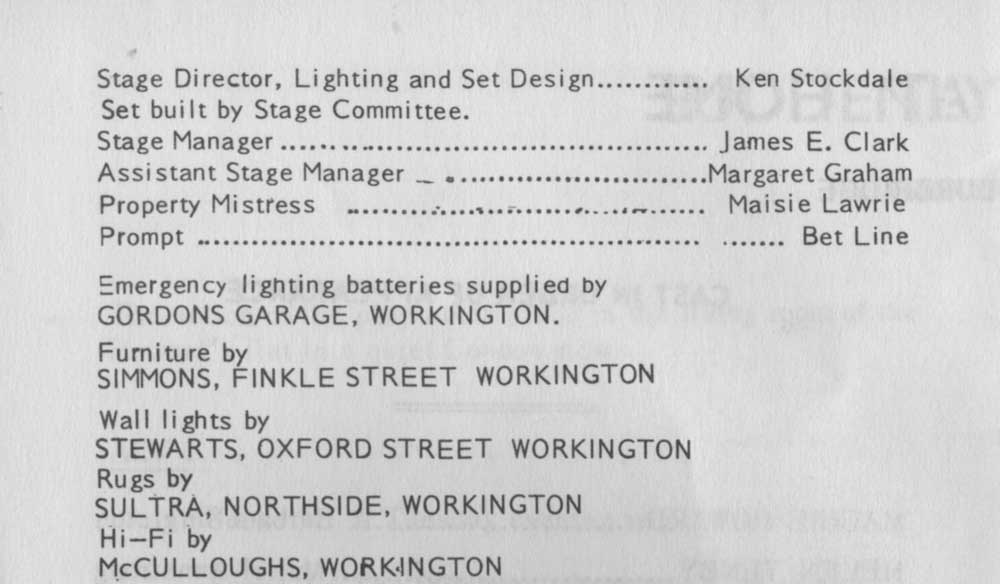 Stage Director, Lighting and Set Design............. Ken Stockdale
Set built by Stage Committee.
Stage Manager ................................................ James E. Clark
Assistant Stage Manager _ ............................Margaret Graham
Property Mistress ....................................... Maisie Lawrie
Prompt ....................................................... ....... Bet Line
Emergency lighting batteries supplied by
GORDONS GARAGE, WORKINGTON.
Furniture by
SIMMONS, FINKLE STREET WORKINGTON
Wall lights by
STEWARTS, OXFORD STREET WORKINGTON
Rugs by
SULTRA, NORTHSIDE, WORKINGTON
Hi-Fi by
McCULLOUGHS, WORKINGTON